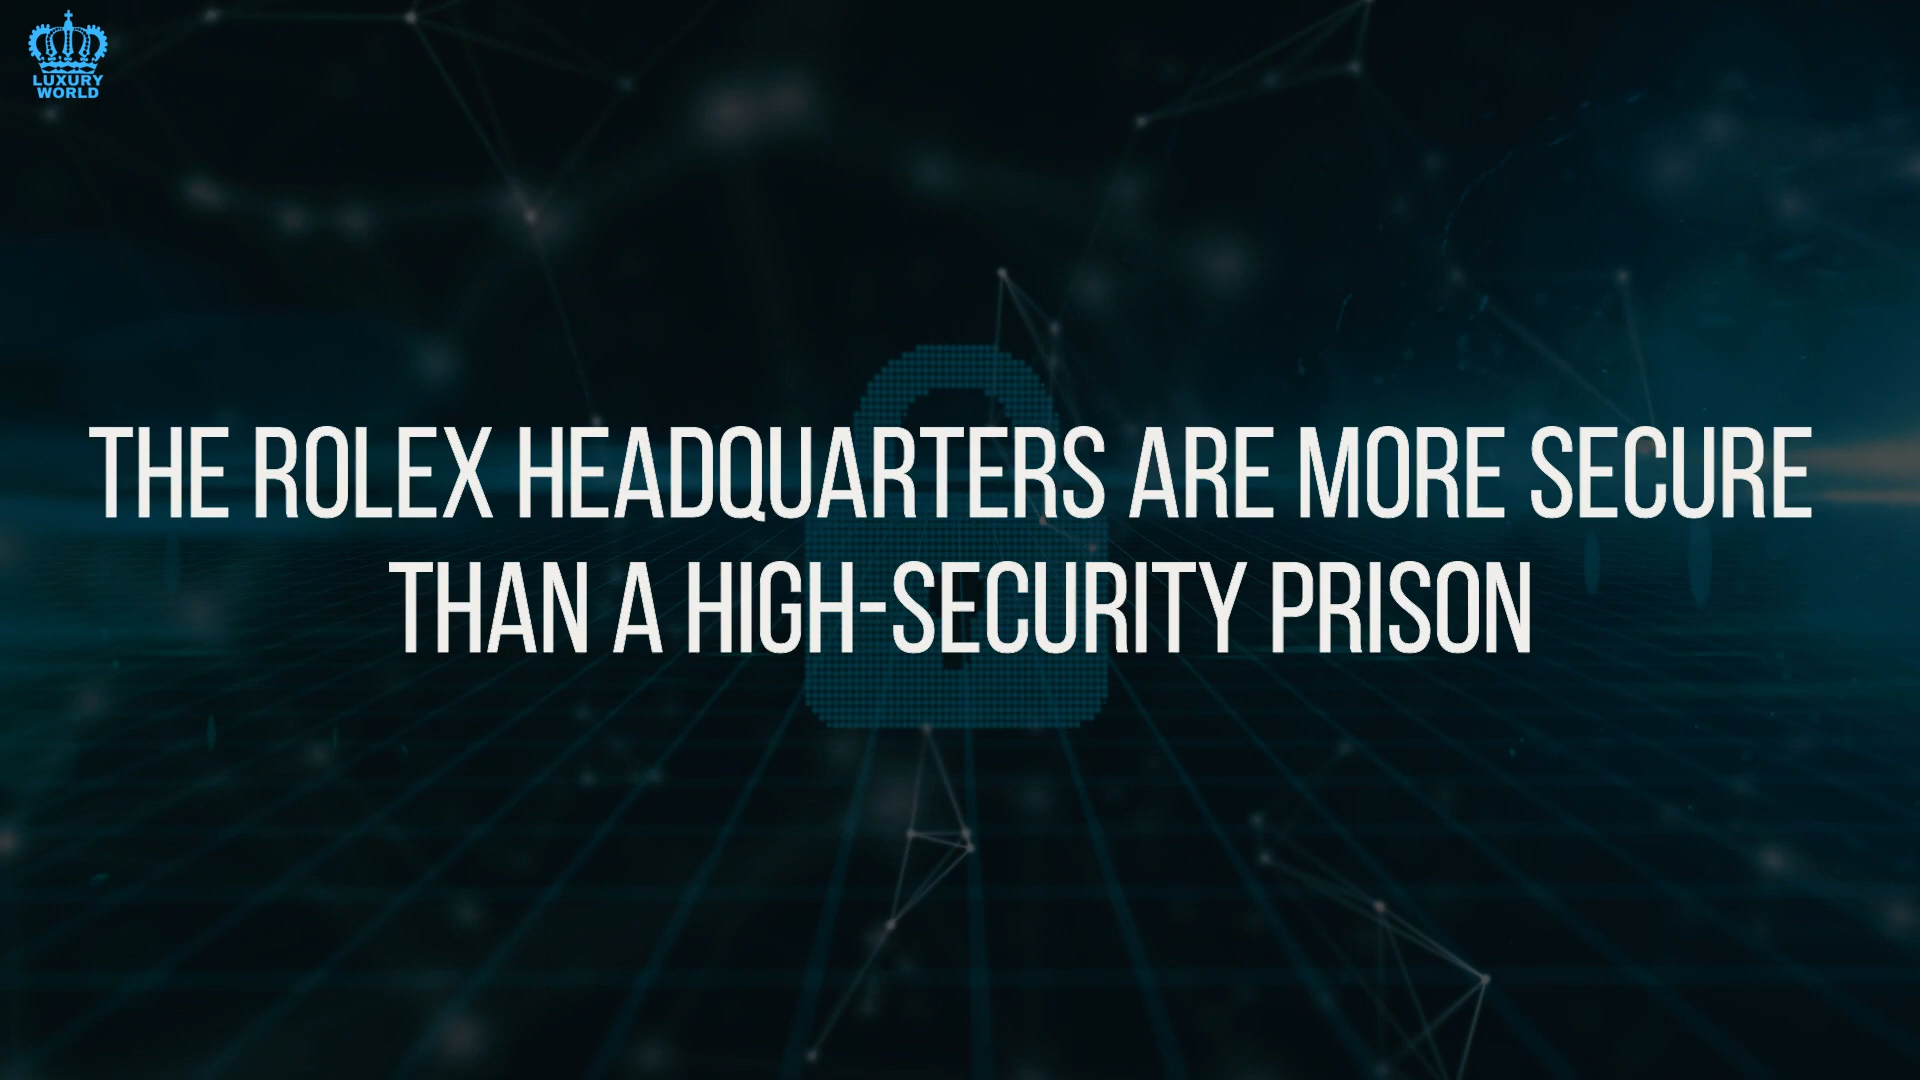 LUXURY
WORLD
THE ROLEX HEADQUARTERS ARE MORE SECURE
THAN A HIGH-SECURITY PRISON